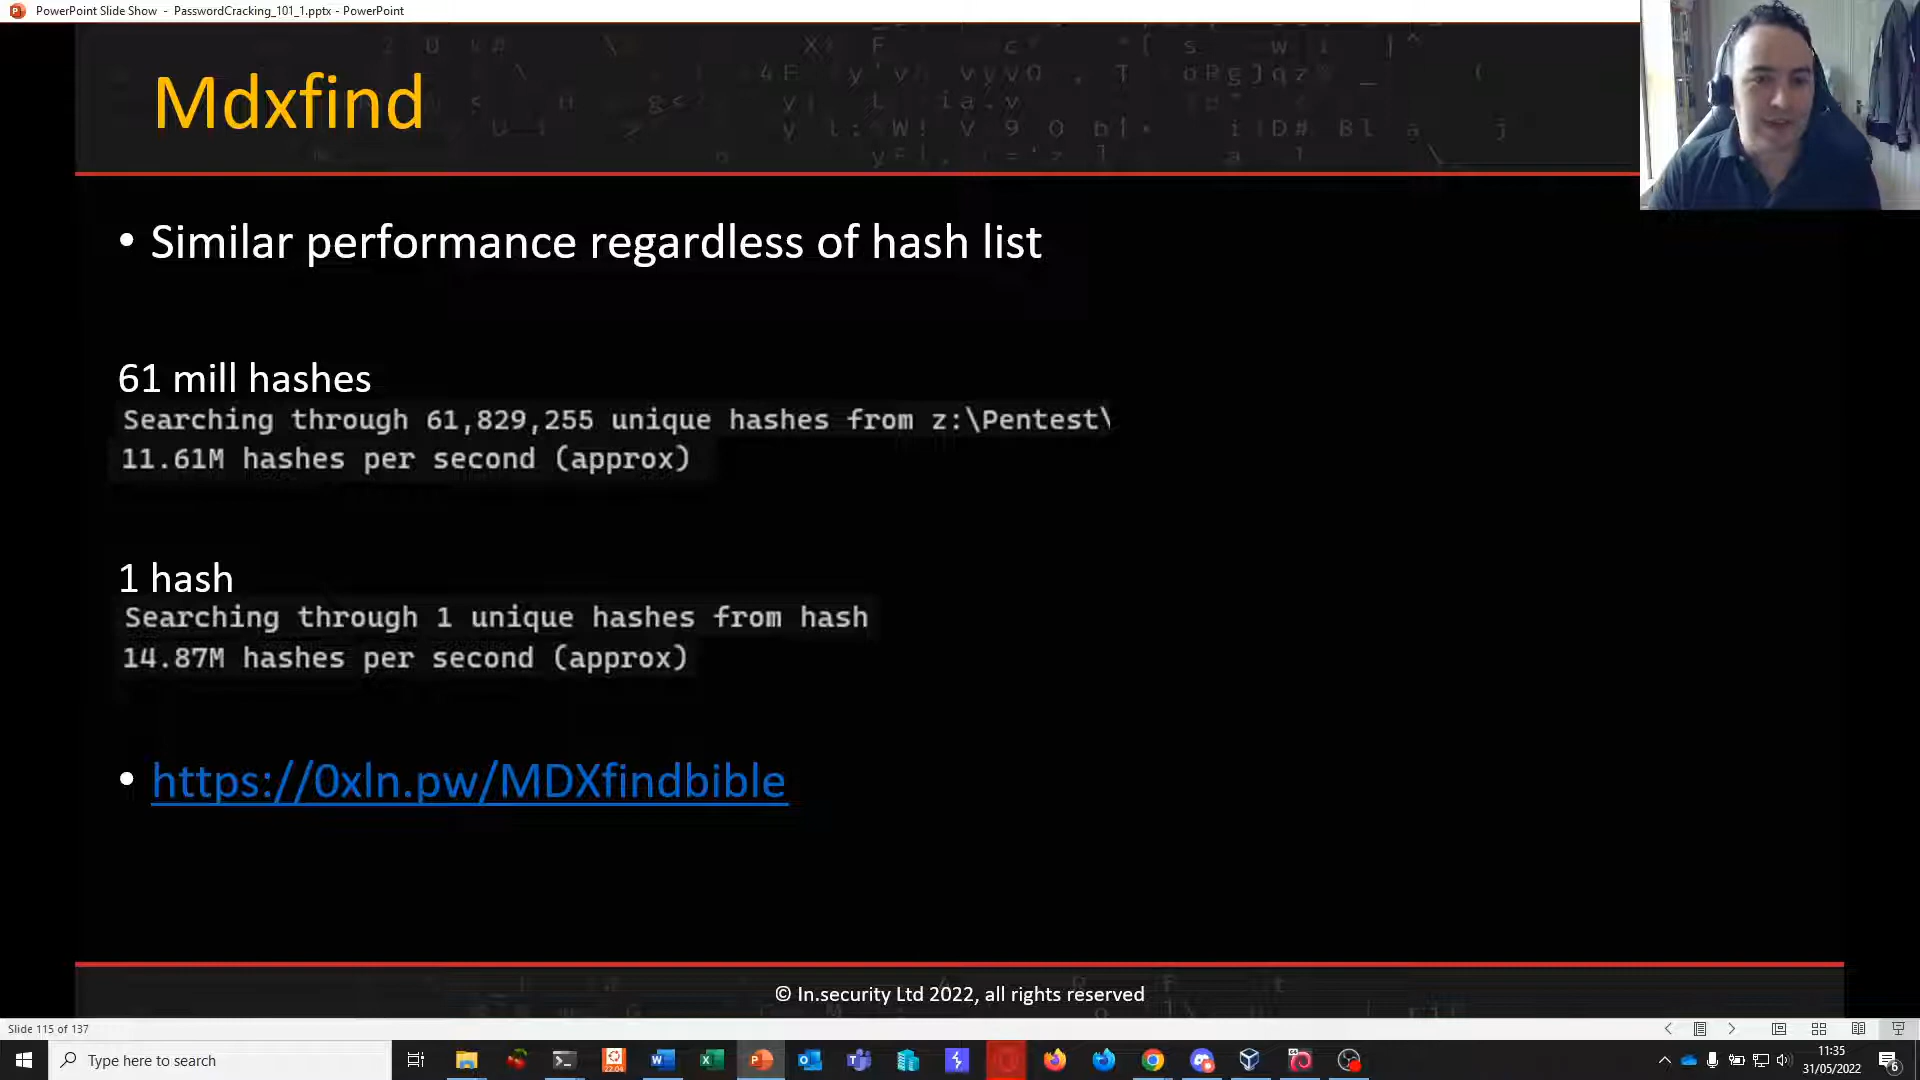 PowerPoint Slide Show - PasswordCracking_101_1.pptx - PowerPoint
Mdxfind
• Similar performance regardless of hash list
61 mill hashes
Searching through 61,829,255 unique hashes from z:\Pentest\
11.61M hashes per second (approx)
1 hash
Searching through 1 unique hashes from hash
14.87M hashes per second (approx)
• https://0xln.pw/MDXfindbible
© In.security Ltd 2022, all rights reserved
Slide 115 of 137
Type here to search
22.04
11:35
31/05/2022
6